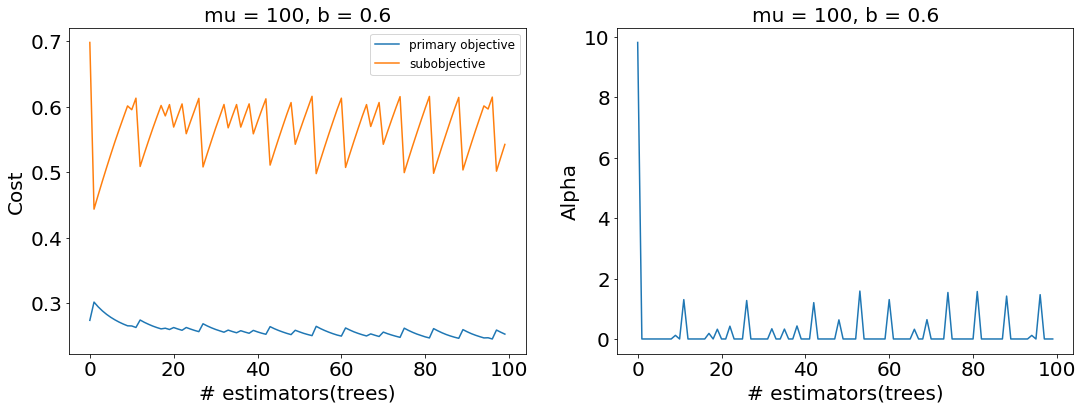 mu = 100, b = 0.6
0.7
0.6
0.5
0.4
0.3
Cost
primary objective
subobjective
0 20 40 60 80 100
# estimators(trees)
mu = 100, b = 0.6
10
8
6
4
2
0
Alpha
0 20 40 60 80 100
# estimators(trees)